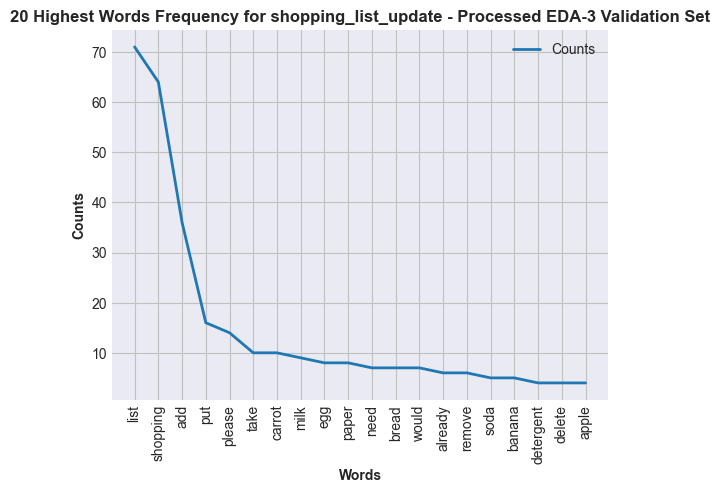 20 Highest Words Frequency for shopping_list_update - Processed EDA-3 Validation Set
Counts
70
60
50
40
30
20
10
Counts
list
shopping
add
put
please
take
carrot
milk
egg
paper
need
bread
would
already
remove
soda
banana
detergent
delete
apple
Words